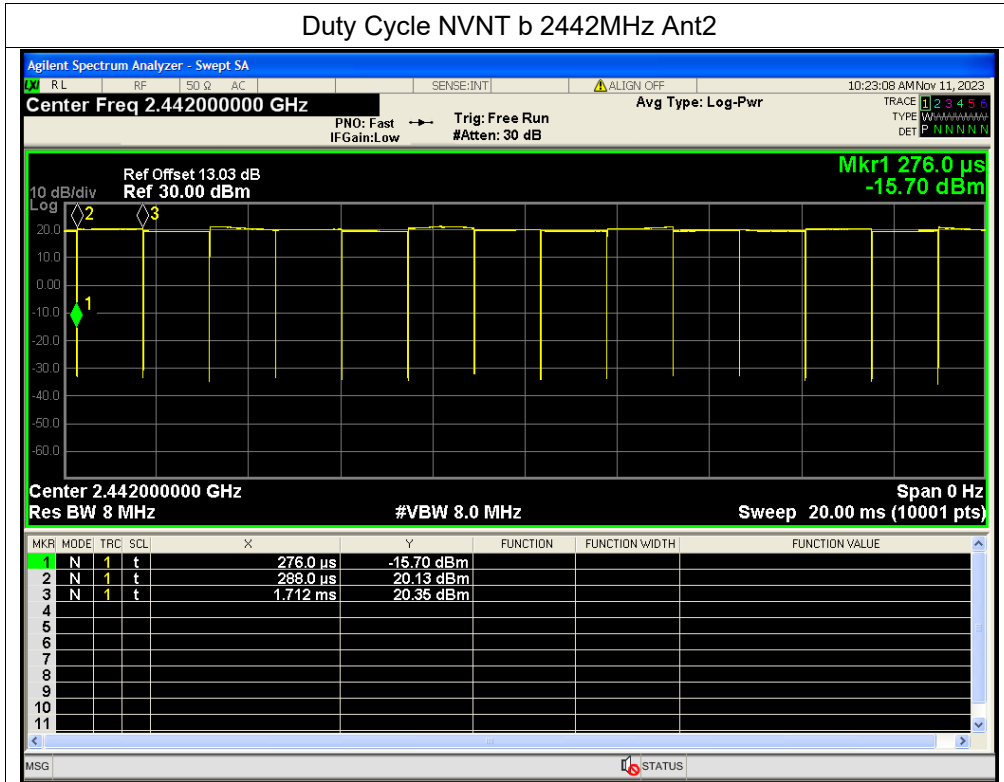 Duty Cycle NVNT b 2442MHz Ant2
Agilent Spectrum Analyzer - Swept SA
LXI RL RF 50 Ω AC SENSE:INT ALIGN OFF 10:23:08 AM Nov 11, 2023
Center Freq 2.442000000 GHz Avg Type: Log-Pwr TRACE 1 2 3 4 5 6
PNO: Fast Trig: Free Run TYPE W
IFGain:Low #Atten: 30 dB DET P N N N N N
Mkr1 276.0 µs
Ref Offset 13.03 dB
10 dB/div Ref 30.00 dBm -15.70 dBm
Log
2 3
20.0
10.0
0.00
1
-10.0
-20.0
-30.0
-40.0
-50.0
-60.0
Center 2.442000000 GHz Span 0 Hz
Res BW 8 MHz #VBW 8.0 MHz Sweep 20.00 ms (10001 pts)
MKR MODE TRC SCL X Y FUNCTION FUNCTION WIDTH FUNCTION VALUE
1 N 1 t 276.0 µs -15.70 dBm
2 N 1 t 288.0 µs 20.13 dBm
3 N 1 t 1.712 ms 20.35 dBm
4
5
6
7
8
9
10
11
MSG STATUS